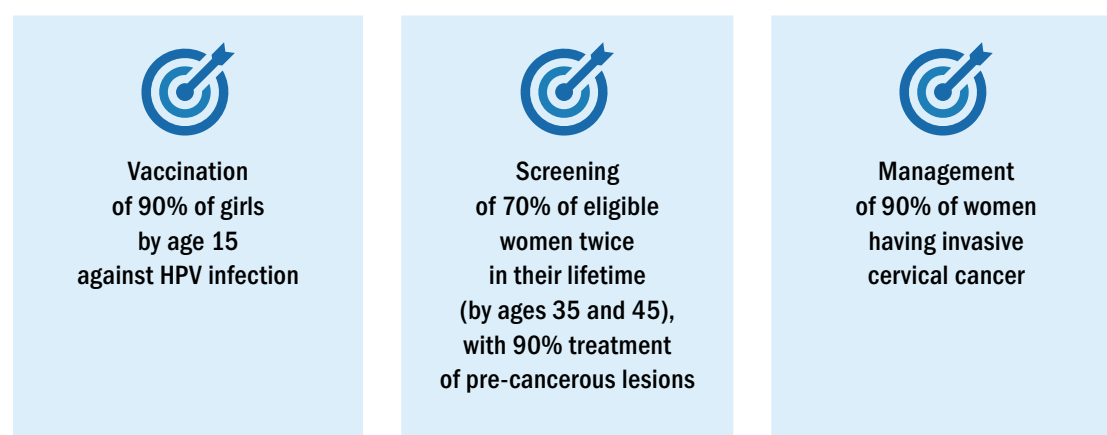 Vaccination
of 90% of girls
by age 15
against HPV infection
Screening
of 70% of eligible
women twice
in their lifetime
(by ages 35 and 45),
with 90% treatment
of pre-cancerous lesions
Management
of 90% of women
having invasive
cervical cancer